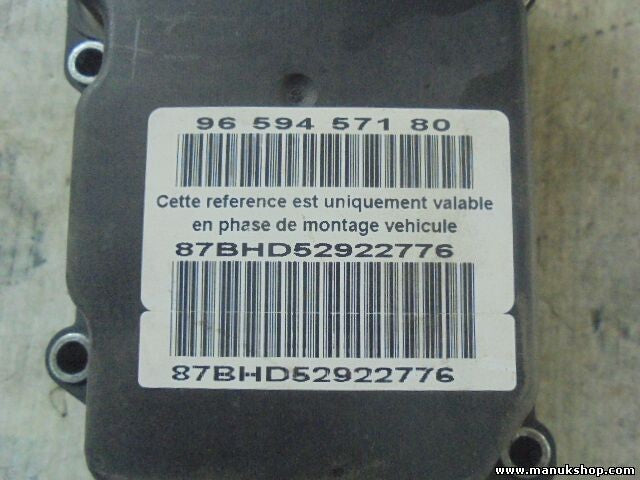 96 594 571 80
Cette reference est uniquement valable
en phase de montage vehicule
87BHD52922776
87BHD52922776
www.manukshop.com